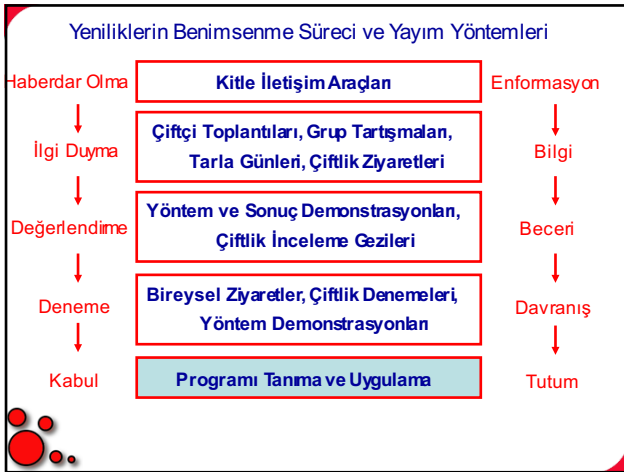 Yeniliklerin Benimsenme Süreci ve Yayım Yöntemleri
Haberdar Olma
Kitle İletişim Araçları
Enformasyon
Çiftçi Toplantıları, Grup Tartışmaları,
İlgi Duyma
Tarla Günleri, Çiftlik Ziyaretleri
Bilgi
Yöntem ve Sonuç Demonstrasyonları,
Değerlendirme
Çiftlik İnceleme Gezileri
Beceri
Bireysel Ziyaretler, Çiftlik Denemeleri,
Deneme
Yöntem Demonstrasyonları
Davranış
Kabul
Programı Tanıma ve Uygulama
Tutum